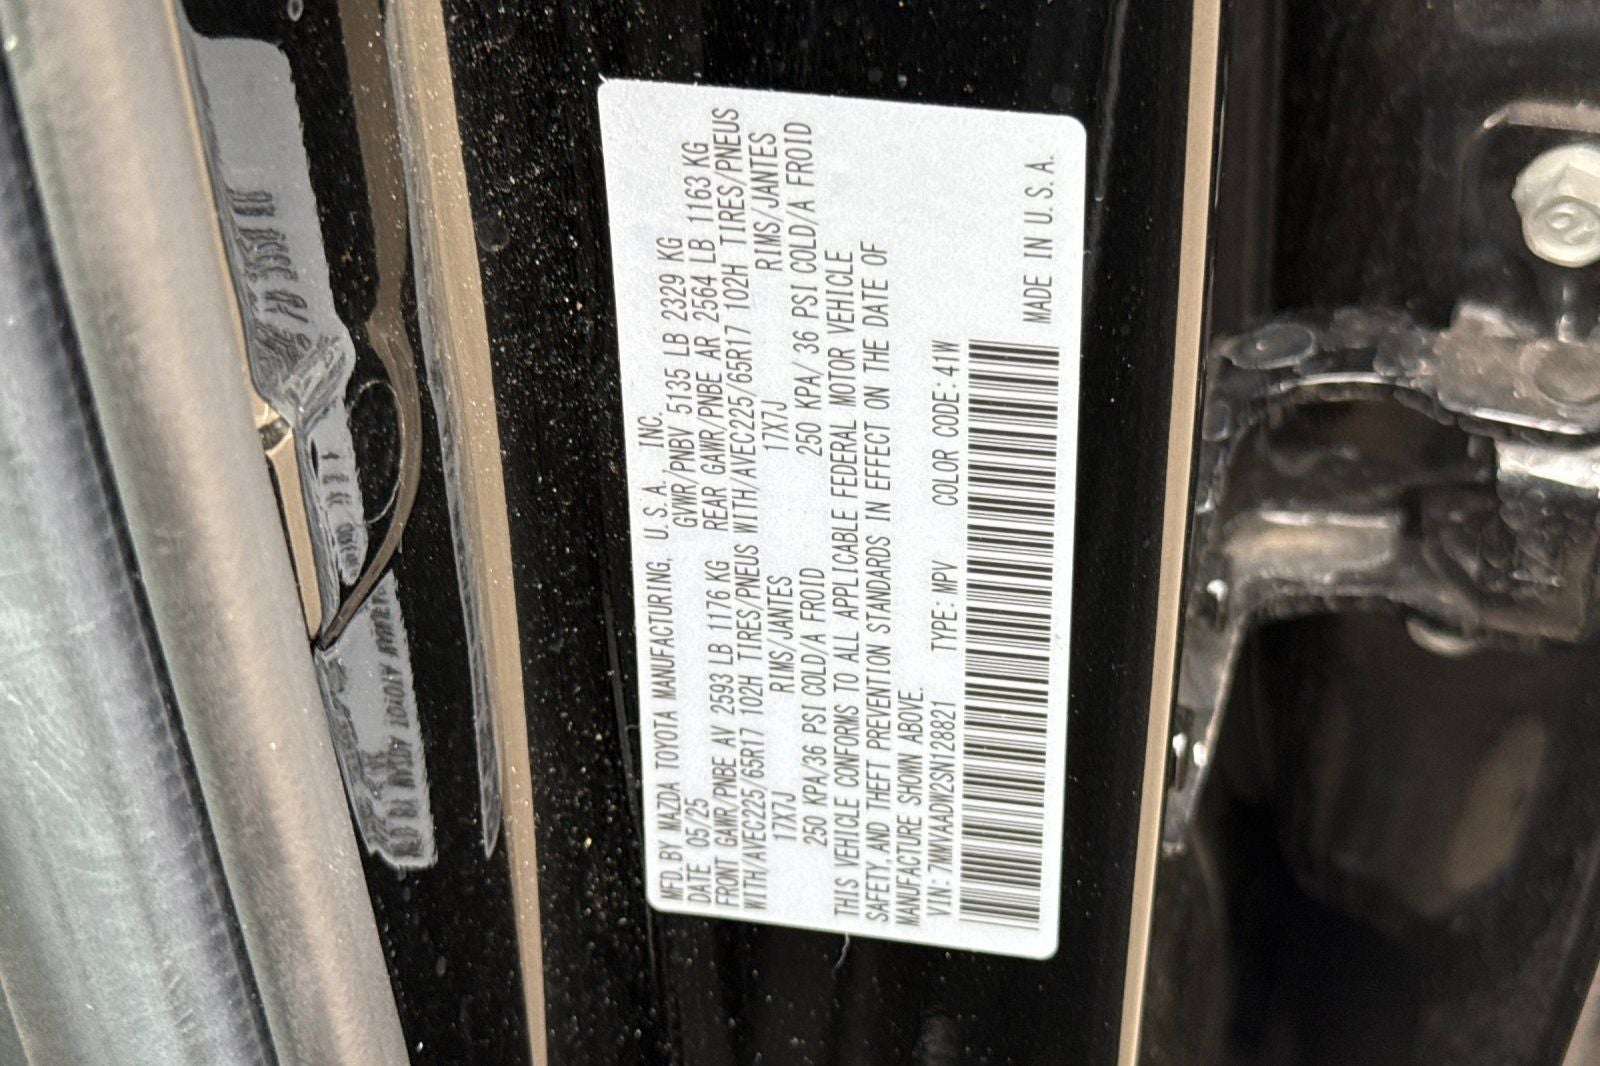 MFD.BY MAZDA TOYOTA MANUFACTURING, U.S.A. INC.
DATE 05/25 GVWR/PNBV 5135 LB 2329 KG
FRONT GAWR/PNBE AV 2593 LB 1176 KG REAR GAWR/PNBE AR 2564 LB 1163 KG
WITH/AVEC225/65R17 102H TIRES/PNEUS WITH/AVEC225/65R17 102H TIRES/PNEUS
17X7J RIMS/JANTES 17X7J RIMS/JANTES
250 KPA/36 PSI COLD/A FROID 250 KPA/ 36 PSI COLD/A FROID
THIS VEHICLE CONFORMS TO ALL APPLICABLE FEDERAL MOTOR VEHICLE
SAFETY, AND THEFT PREVENTION STANDARDS IN EFFECT ON THE DATE OF
MANUFACTURE SHOWN ABOVE.
VIN:7MMVAADW2SN128821 TYPE: MPV COLOR CODE:41W
MADE IN U.S.A.